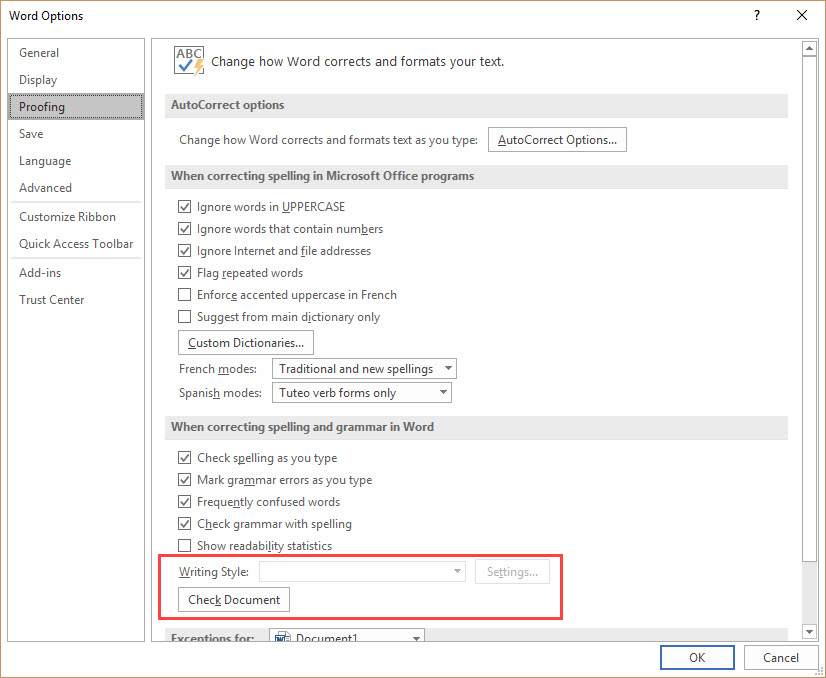 Word Options ?
General
Display
Proofing
Save
Language
Advanced
Customize Ribbon
Quick Access Toolbar
Add-ins
Trust Center
ABC
Change how Word corrects and formats your text.
AutoCorrect options
Change how Word corrects and formats text as you type: AutoCorrect Options...
When correcting spelling in Microsoft Office programs
Ignore words in UPPERCASE
Ignore words that contain numbers
Ignore Internet and file addresses
Flag repeated words
Enforce accented uppercase in French
Suggest from main dictionary only
Custom Dictionaries...
French modes: Traditional and new spellings
Spanish modes: Tuteo verb forms only
When correcting spelling and grammar in Word
Check spelling as you type
Mark grammar errors as you type
Frequently confused words
Check grammar with spelling
Show readability statistics
Writing Style: Settings...
Check Document
Exceptions for: Document1
OK Cancel